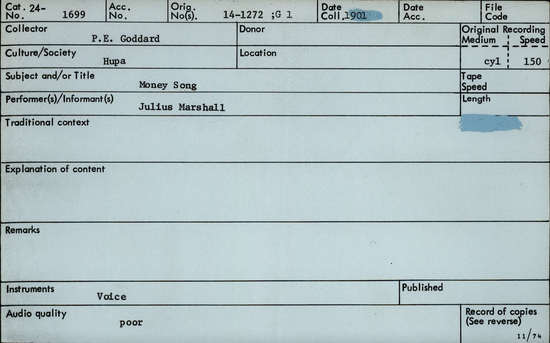 Cat. 24- No. 1699 Acc. No. Orig. No(s). 14-1272 ;G 1 Date Coll. 1901 Date Acc. File Code
Collector P.E. Goddard Donor Original Recording Medium Speed
Culture/Society Hupa Location cyl 150
Subject and/or Title Money Song Tape Speed
Performer(s)/Informant(s) Julius Marshall Length
Traditional context
Explanation of content
Remarks
Instruments Voice Published
Audio quality poor Record of copies (See reverse)
11/74